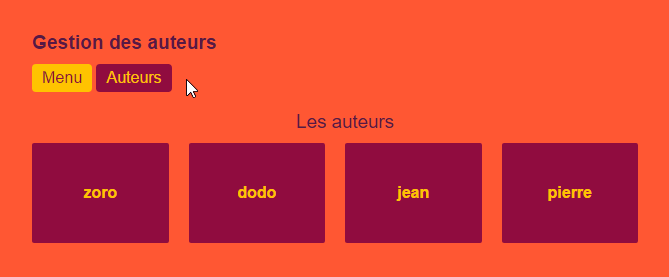 Gestion des auteurs
Menu Auteurs
Les auteurs
zoro dodo jean pierre